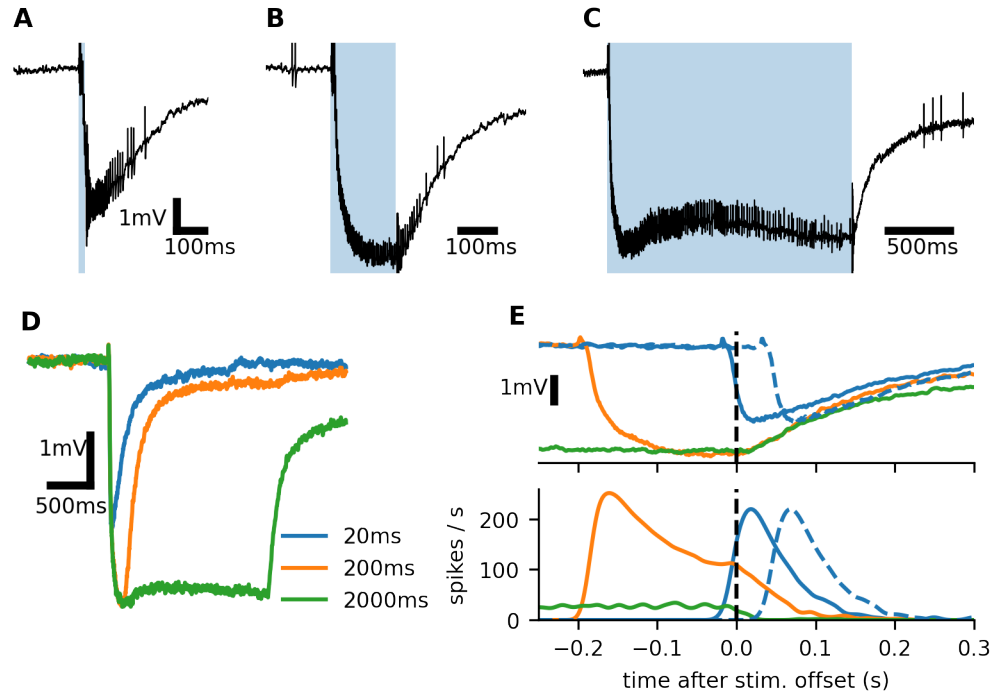 A
B
C
1mV
100ms
100ms
500ms
D
E
1mV
500ms
20ms
200ms
2000ms
1mV
spikes / s
200
100
0
−0.2
−0.1
0.0
0.1
0.2
0.3
time after stim. offset (s)